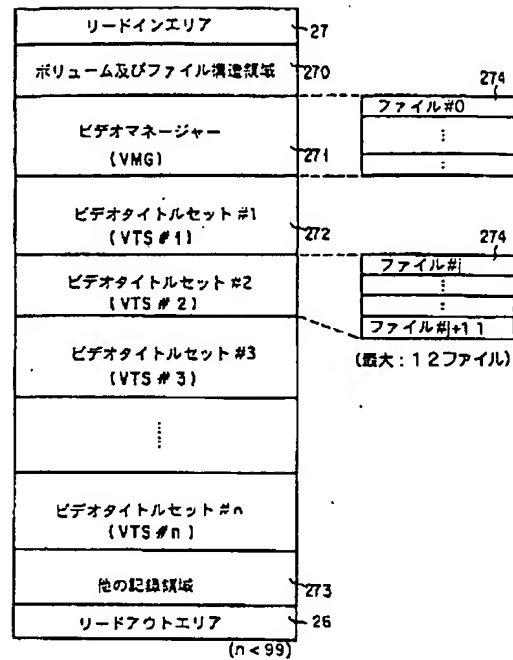 リードインエリア
27
ボリューム及びファイル構造領域
270
ビデオマネージャー
(VMG)
271
274
ファイル#0
⋮
:
ビデオタイトルセット#1
(VTS#1)
272
ビデオタイトルセット#2
(VTS#2)
274
ファイル#j
⋮
⋮
ファイル#j+11
(最大:12ファイル)
ビデオタイトルセット#3
(VTS#3)
⋮
ビデオタイトルセット#n
(VTS#n)
他の記録領域
273
リードアウトエリア
26
(n<99)